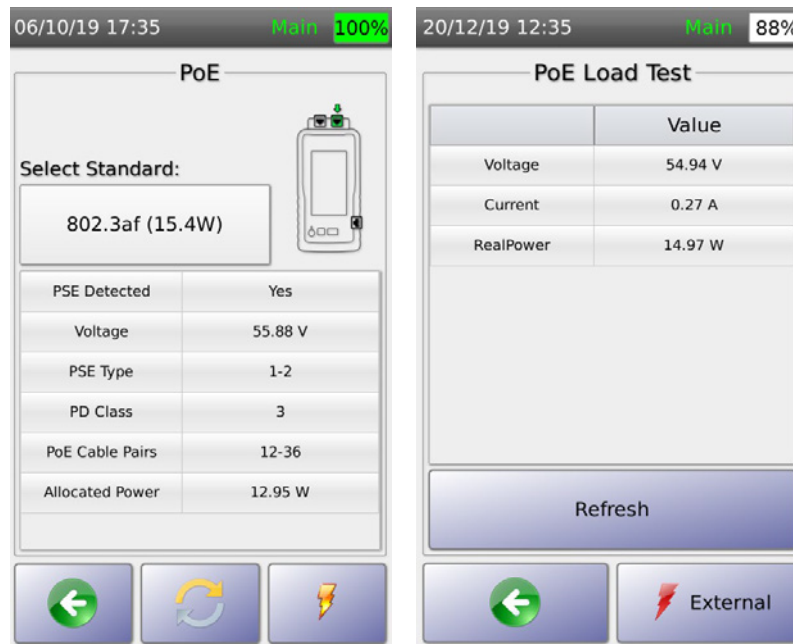 06/10/19 17:35 Main 100%
PoE
Select Standard:
802.3af (15.4W)
PSE Detected Yes
Voltage 55.88 V
PSE Type 1-2
PD Class 3
PoE Cable Pairs 12-36
Allocated Power 12.95 W
20/12/19 12:35 Main 88%
PoE Load Test
Value
Voltage 54.94 V
Current 0.27 A
RealPower 14.97 W
Refresh
External